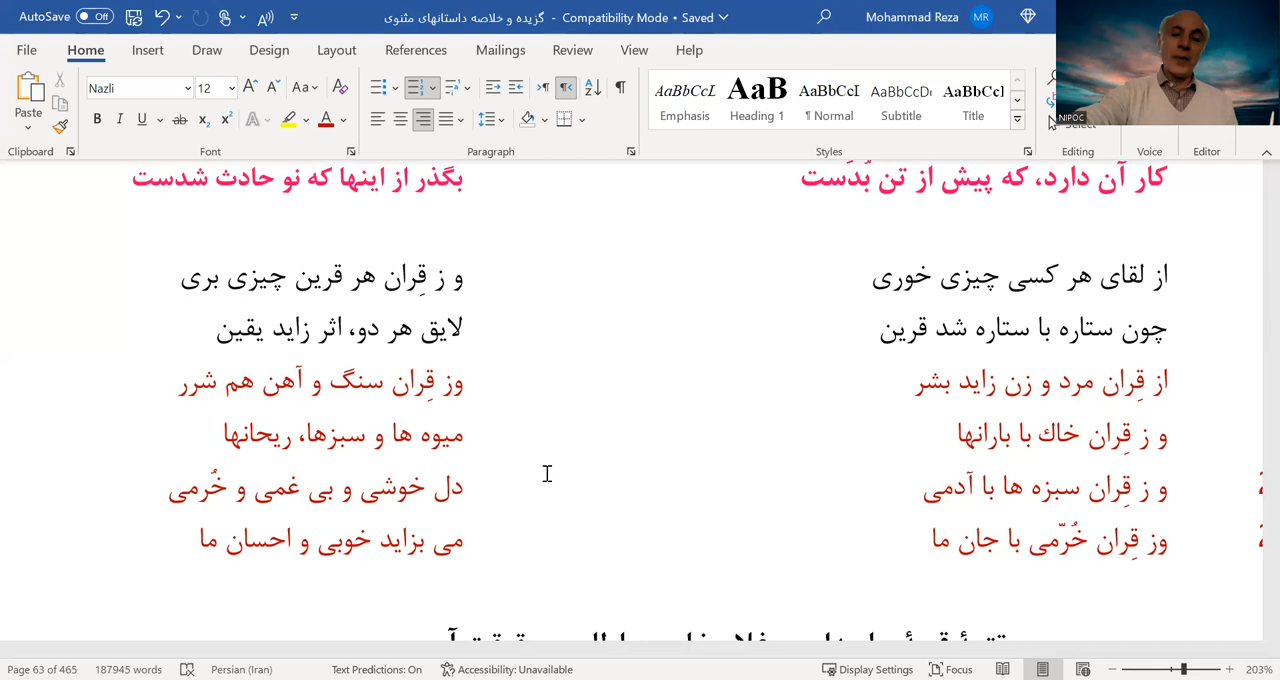 AutoSave Off گزیده و خلاصه داستانهای مثنوی - Compatibility Mode • Saved Mohammad Reza MR
File Home Insert Draw Design Layout References Mailings Review View Help
Nazli 12 Aa
Paste
B I U ab x₂ x² A A
AaBbCcL AaB AaBbCcI AaBbCcD AaBbCcI
Emphasis Heading 1 ¶ Normal Subtitle Title
Select
NIPOC
Clipboard Font Paragraph Styles Editing Voice Editor
کار آن دارد، که پیش از تن بُدَست بگذر از اینها که نو حادث شدست
از لقای هر کسی چیزی خوری و ز قِران هر قرین چیزی بری
چون ستاره با ستاره شد قرین لایق هر دو، اثر زاید یقین
از قِران مرد و زن زاید بشر وز قِران سنگ و آهن هم شرر
و ز قِران خاك با بارانها میوه ها و سبزها، ریحانها
و ز قِران سبزه ها با آدمی دل خوشی و بی غمی و خُرمی
وز قِران خُرّمی با جان ما می بزاید خوبی و احسان ما
Page 63 of 465 187945 words Persian (Iran) Text Predictions: On Accessibility: Unavailable Display Settings Focus 203%